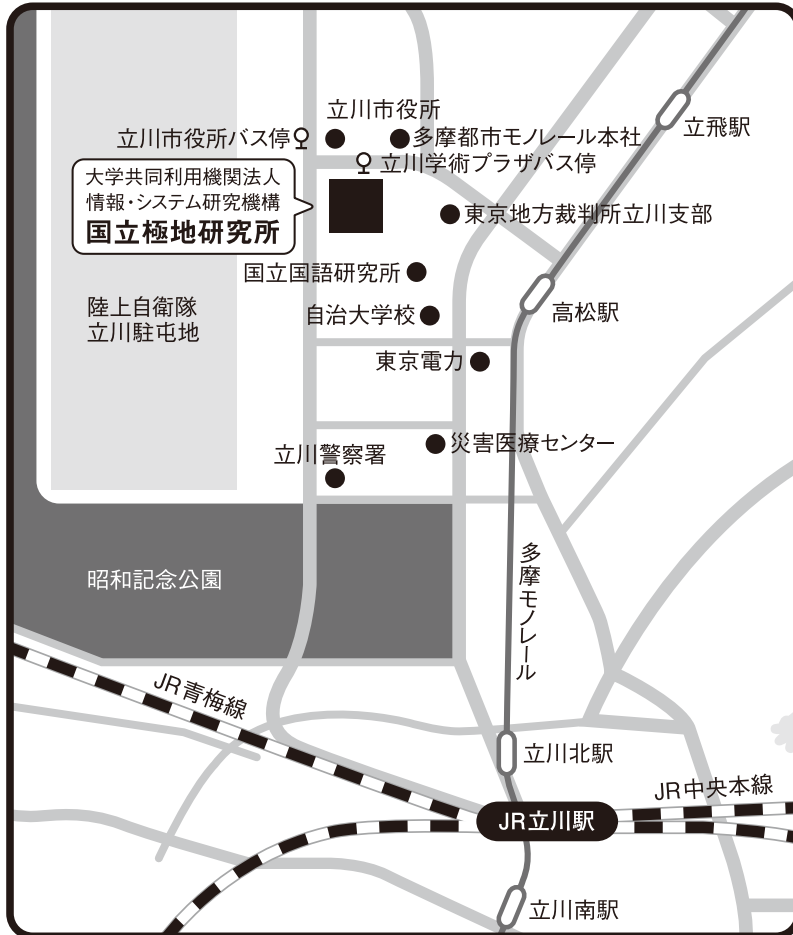 立川市役所
立川市役所バス停
多摩都市モノレール本社
立川学術プラザバス停
立飛駅
大学共同利用機関法人
情報・システム研究機構
国立極地研究所
東京地方裁判所立川支部
国立国語研究所
陸上自衛隊
立川駐屯地
自治大学校
高松駅
東京電力
災害医療センター
立川警察署
昭和記念公園
多摩モノレール
JR青梅線
立川北駅
JR中央本線
JR立川駅
立川南駅